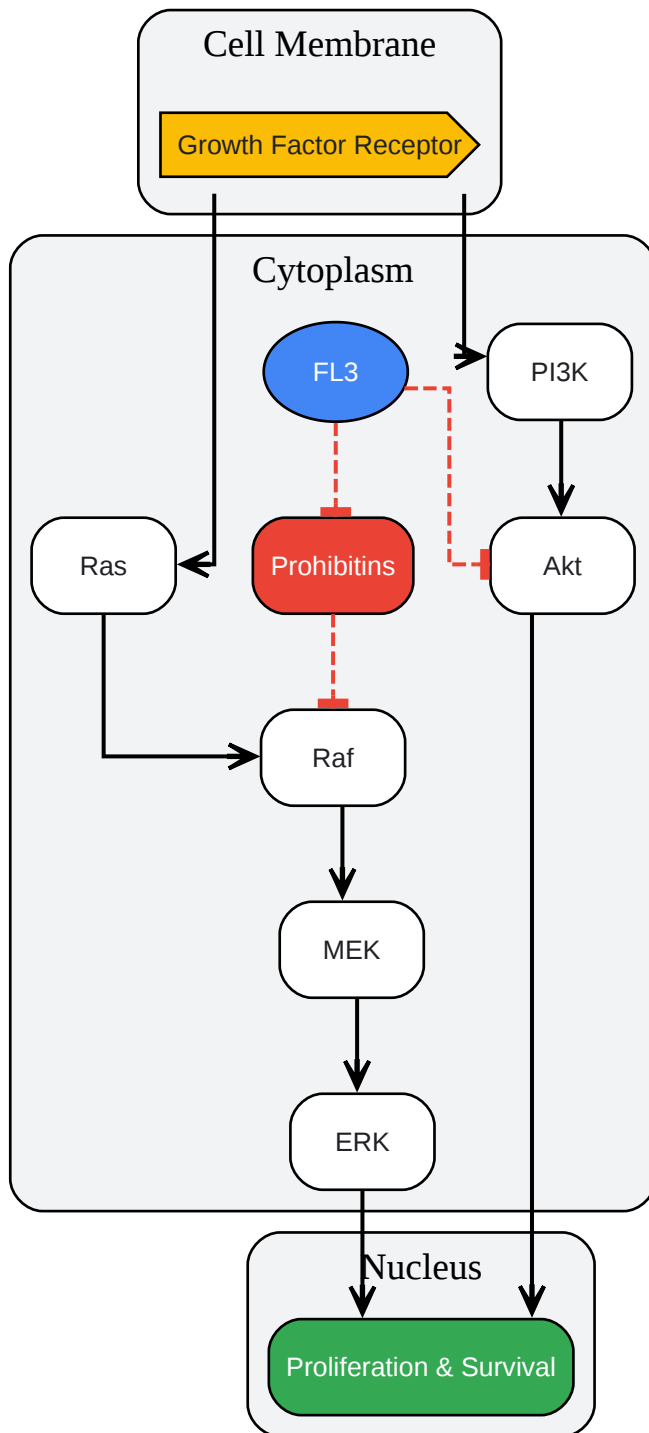 Cell Membrane
Growth Factor Receptor
Cytoplasm
FL3
PI3K
Ras
Prohibitins
Akt
Raf
MEK
ERK
Nucleus
Proliferation & Survival